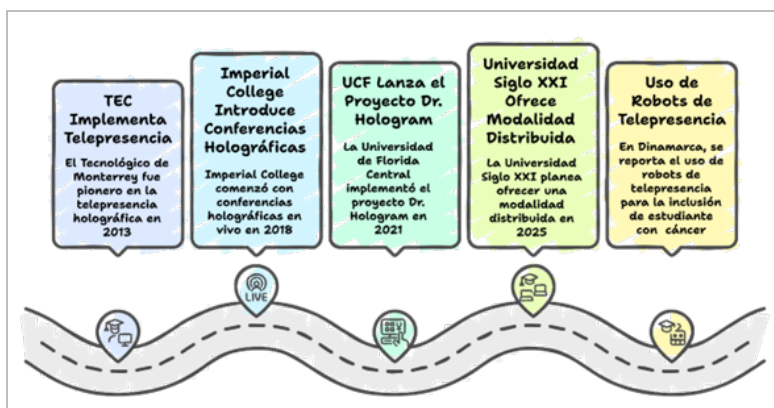 TEC
Implementa
Telepresencia
El Tecnológico de
Monterrey fue
pionero en la
telepresencia
holográfica en
2013
Imperial
College
Introduce
Conferencias
Holográficas
Imperial College
comenzó con
conferencias
holográficas en
vivo en 2018
UCF Lanza el
Proyecto Dr.
Hologram
La Universidad
de Florida
Central
implementó el
proyecto Dr.
Hologram en
2021
Universidad
Siglo XXI
Ofrece
Modalidad
Distribuida
La Universidad
Siglo XXI planea
ofrecer una
modalidad
distribuida en
2025
Uso de
Robots de
Telepresencia
En Dinamarca, se
reporta el uso de
robots de
telepresencia
para la inclusión
de estudiante
con cáncer
LIVE